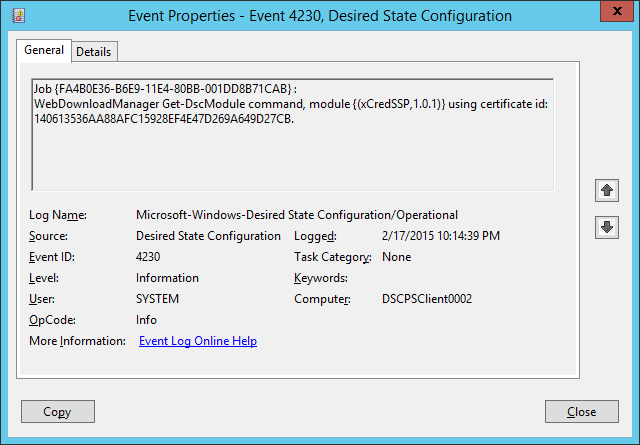 Event Properties - Event 4230, Desired State Configuration
x
General Details
Job {FA4B0E36-B6E9-11E4-80BB-001DD8B71CAB} :
WebDownloadManager Get-DscModule command, module {(xCredSSP,1.0.1)} using certificate id:
140613536AA88AFC15928EF4E47D269A649D27CB.
Log Name: Microsoft-Windows-Desired State Configuration/Operational
Source: Desired State Configuration Logged: 2/17/2015 10:14:39 PM
Event ID: 4230 Task Category: None
Level: Information Keywords:
User: SYSTEM Computer: DSCPSClient0002
OpCode: Info
More Information: Event Log Online Help
Copy Close